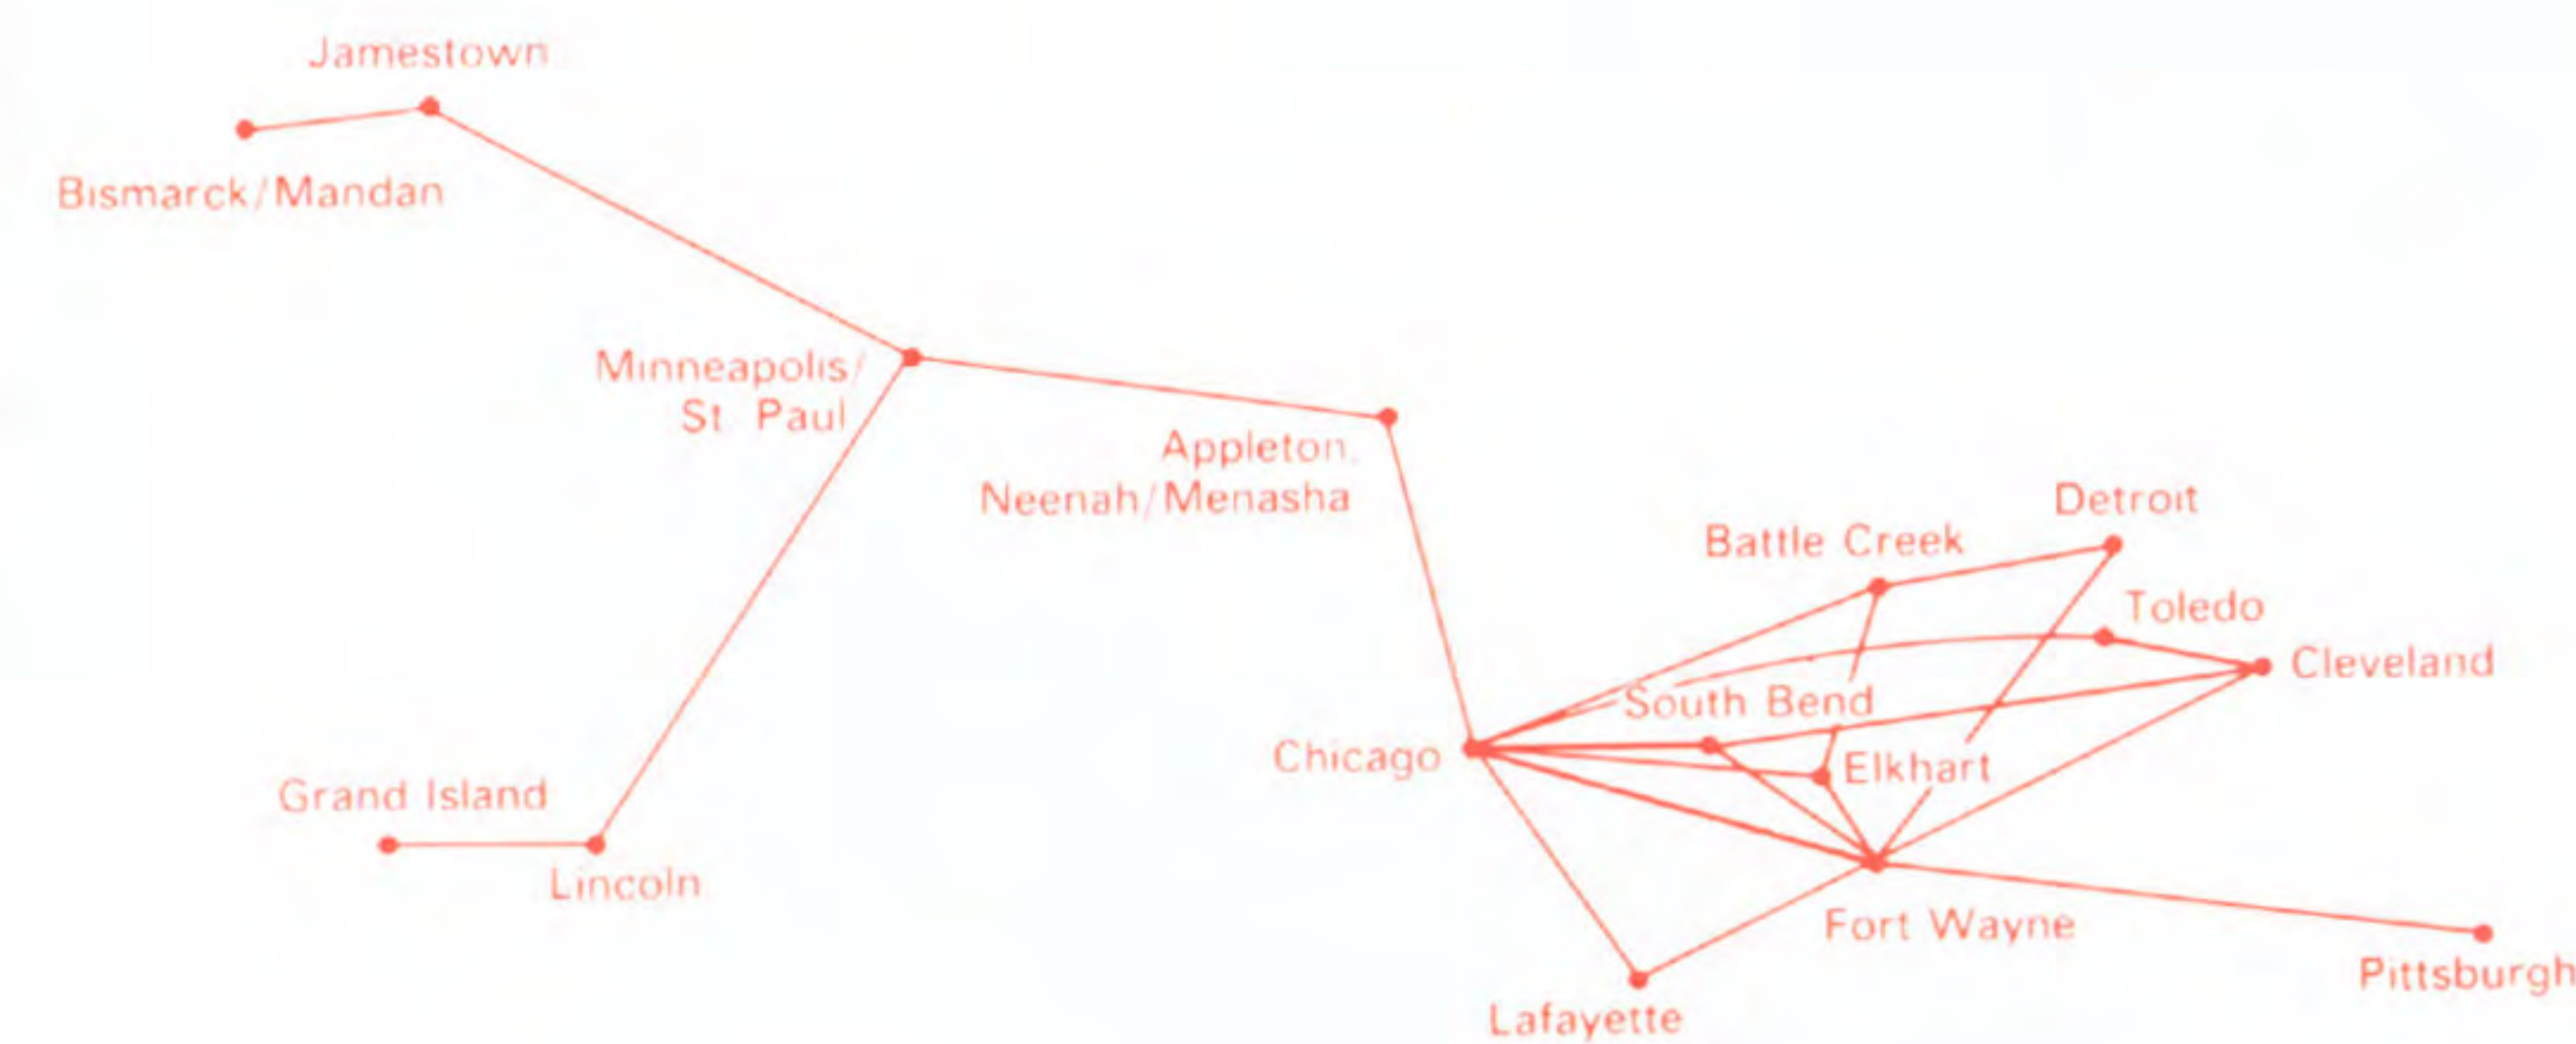 Jamestown
Bismarck/Mandan
Minneapolis/
St. Paul
Appleton,
Neenah/Menasha
Detroit
Battle Creek
Toledo
Cleveland
South Bend
Chicago
Elkhart
Grand Island
Lincoln
Fort Wayne
Pittsburgh
Lafayette